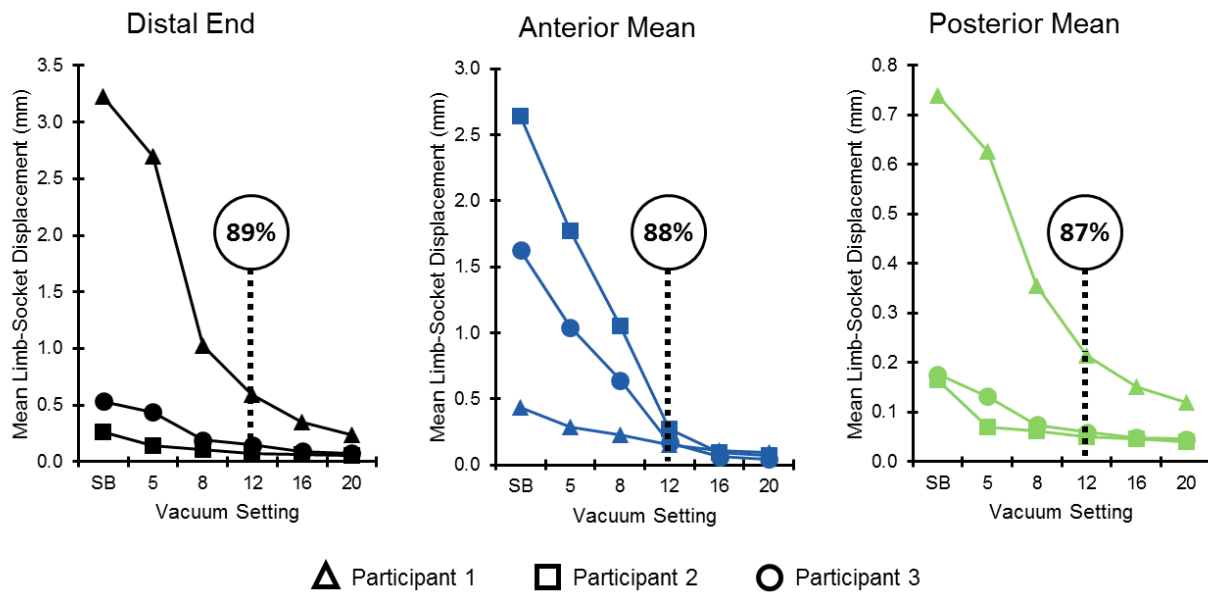 Distal End
Mean Limb-Socket Displacement (mm)
3.5
3.0
2.5
2.0
1.5
1.0
0.5
0.0
89%
SB 5 8 12 16 20
Vacuum Setting
Anterior Mean
Mean Limb-Socket Displacement (mm)
3.0
2.5
2.0
1.5
1.0
0.5
0.0
88%
SB 5 8 12 16 20
Vacuum Setting
Posterior Mean
Mean Limb-Socket Displacement (mm)
0.8
0.7
0.6
0.5
0.4
0.3
0.2
0.1
0.0
87%
SB 5 8 12 16 20
Vacuum Setting
Participant 1 Participant 2 Participant 3